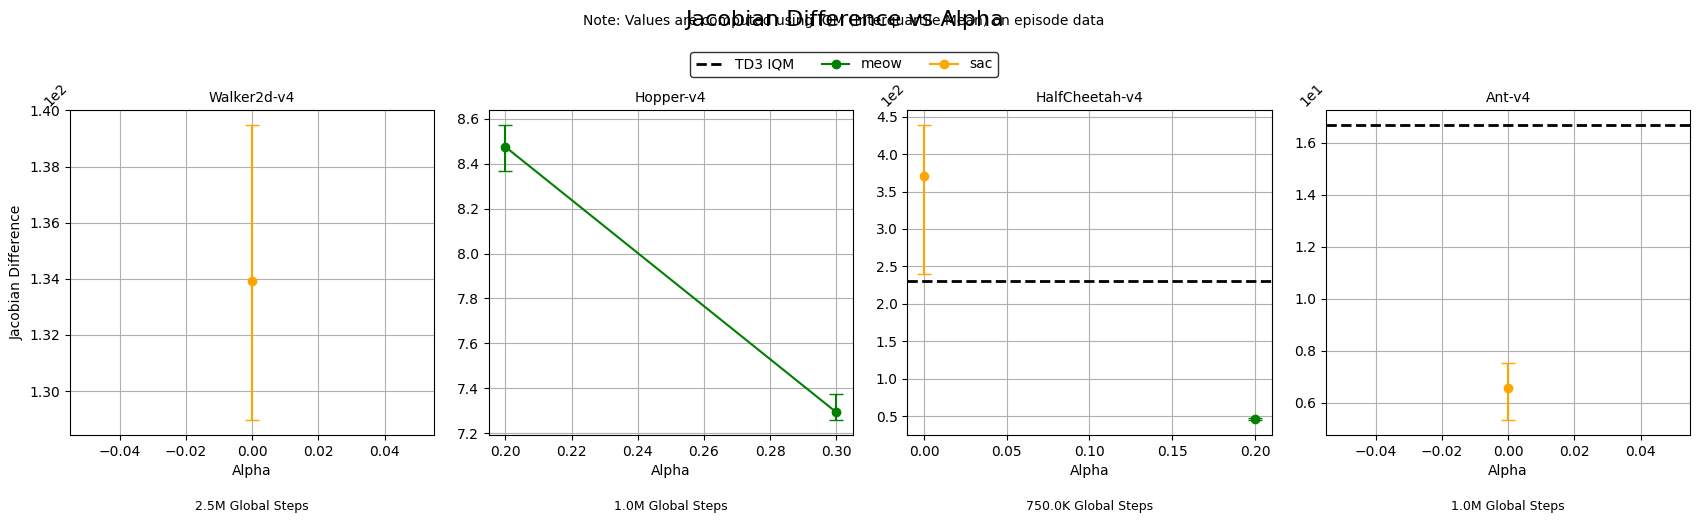 Jacobian Difference vs Alpha
Note: Values are computed using IQM (Interquartile Mean) on episode data
TD3 IQM meow sac
Walker2d-v4
1e2
1.40
1.38
1.36
1.34
1.32
1.30
Jacobian Difference
−0.04 −0.02 0.00 0.02 0.04
Alpha
2.5M Global Steps
Hopper-v4
8.6
8.4
8.2
8.0
7.8
7.6
7.4
7.2
0.20 0.22 0.24 0.26 0.28 0.30
Alpha
1.0M Global Steps
HalfCheetah-v4
1e2
4.5
4.0
3.5
3.0
2.5
2.0
1.5
1.0
0.5
0.00 0.05 0.10 0.15 0.20
Alpha
750.0K Global Steps
Ant-v4
1e1
1.6
1.4
1.2
1.0
0.8
0.6
−0.04 −0.02 0.00 0.02 0.04
Alpha
1.0M Global Steps